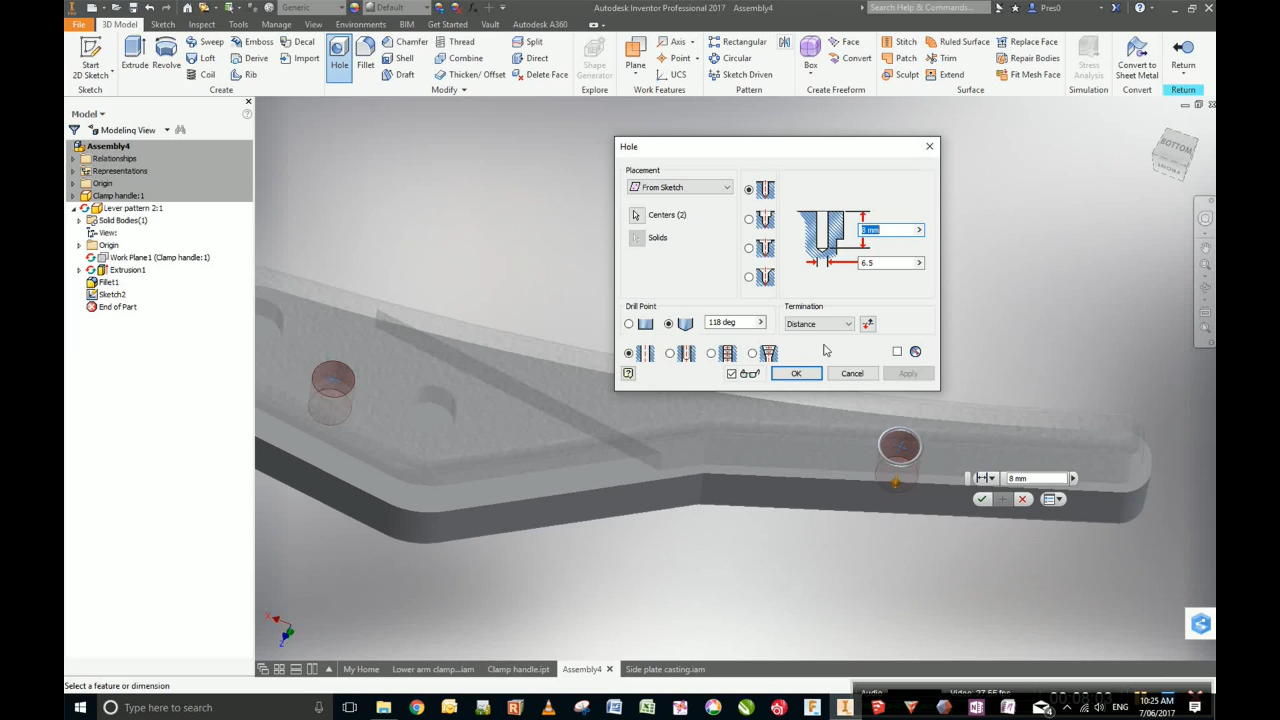 Generic Default Autodesk Inventor Professional 2017 Assembly4 Search Help & Commands... Pres0
File 3D Model Sketch Inspect Tools Manage View Environments BIM Get Started Vault Autodesk A360
Start 2D Sketch
Extrude Revolve
Sweep Emboss Decal
Loft Derive Import
Coil Rib
Hole Fillet
Chamfer Thread Split
Shell Combine Direct
Draft Thicken/ Offset Delete Face
Shape Generator
Plane
Axis
Point
UCS
Rectangular
Circular
Sketch Driven
Box
Face
Convert
Stitch Ruled Surface Replace Face
Patch Trim Repair Bodies
Sculpt Extend Fit Mesh Face
Stress Analysis
Convert to Sheet Metal
Return
Sketch Create Modify Explore Work Features Pattern Create Freeform Surface Simulation Convert Return
Model
Modeling View
Assembly4
Relationships
Representations
Origin
Clamp handle:1
Lever pattern 2:1
Solid Bodies(1)
View:
Origin
Work Plane1 (Clamp handle:1)
Extrusion1
Fillet1
Sketch2
End of Part
Hole
Placement
From Sketch
Centers (2)
Solids
8 mm
6.5
Drill Point
118 deg
Termination
Distance
OK Cancel Apply
BOTTOM
8 mm
My Home Lower arm clamp....iam Clamp handle.ipt Assembly4 Side plate casting.iam
Select a feature or dimension
Type here to search
ENG
10:25 AM
7/06/2017